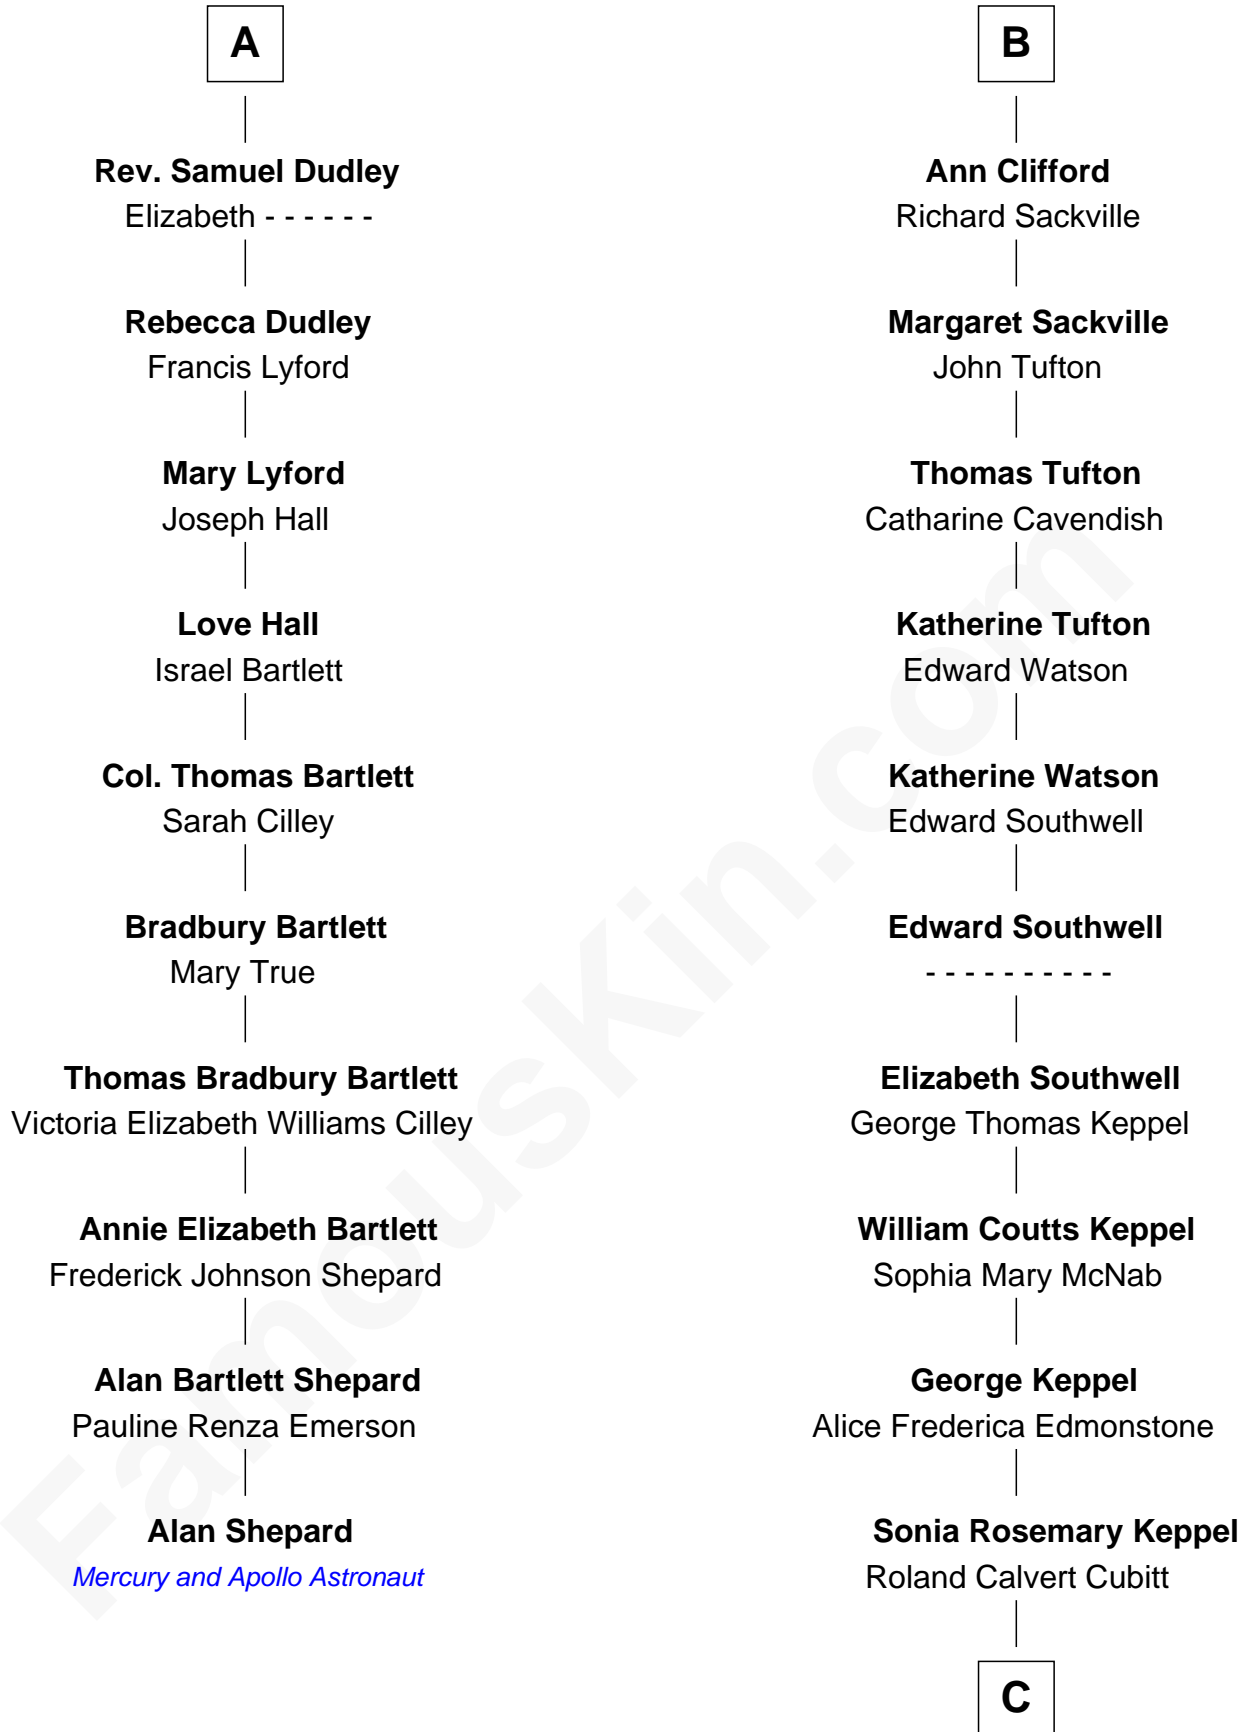 A
Rev. Samuel Dudley
Elizabeth - - - - - -
Rebecca Dudley
Francis Lyford
Mary Lyford
Joseph Hall
Love Hall
Israel Bartlett
Col. Thomas Bartlett
Sarah Cilley
Bradbury Bartlett
Mary True
Thomas Bradbury Bartlett
Victoria Elizabeth Williams Cilley
Annie Elizabeth Bartlett
Frederick Johnson Shepard
Alan Bartlett Shepard
Pauline Renza Emerson
Alan Shepard
Mercury and Apollo Astronaut
B
Ann Clifford
Richard Sackville
Margaret Sackville
John Tufton
Thomas Tufton
Catharine Cavendish
Katherine Tufton
Edward Watson
Katherine Watson
Edward Southwell
Edward Southwell
- - - - - - - - - -
Elizabeth Southwell
George Thomas Keppel
William Coutts Keppel
Sophia Mary McNab
George Keppel
Alice Frederica Edmonstone
Sonia Rosemary Keppel
Roland Calvert Cubitt
C
FamousKin.com